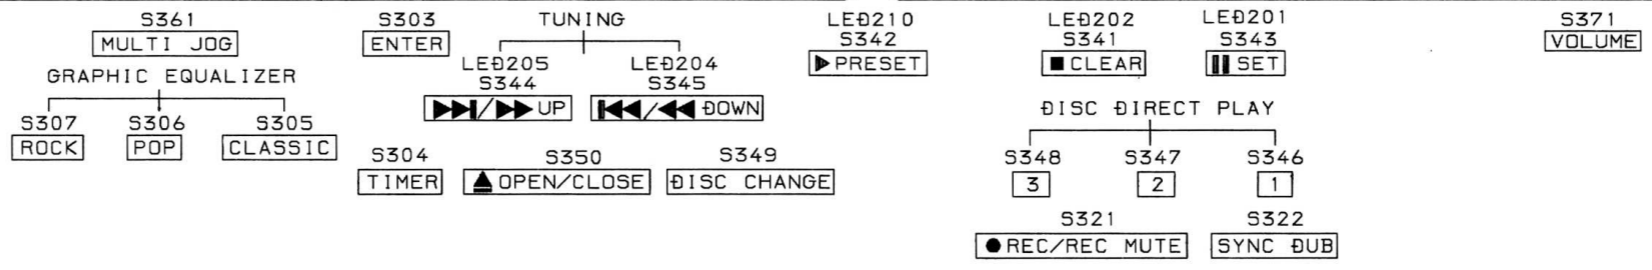 S361
MULTI JOG
GRAPHIC EQUALIZER
S307 S306 S305
ROCK POP CLASSIC
S303
ENTER
TUNING
LED205 LED204
S344 S345
▶▶|/▶▶ UP |◀◀/◀◀ DOWN
S304 S350 S349
TIMER ▲ OPEN/CLOSE DISC CHANGE
LED210
S342
▶ PRESET
LED202 LED201
S341 S343
■ CLEAR ❚❚ SET
DISC DIRECT PLAY
S348 S347 S346
3 2 1
S321 S322
● REC/REC MUTE SYNC DUB
S371
VOLUME